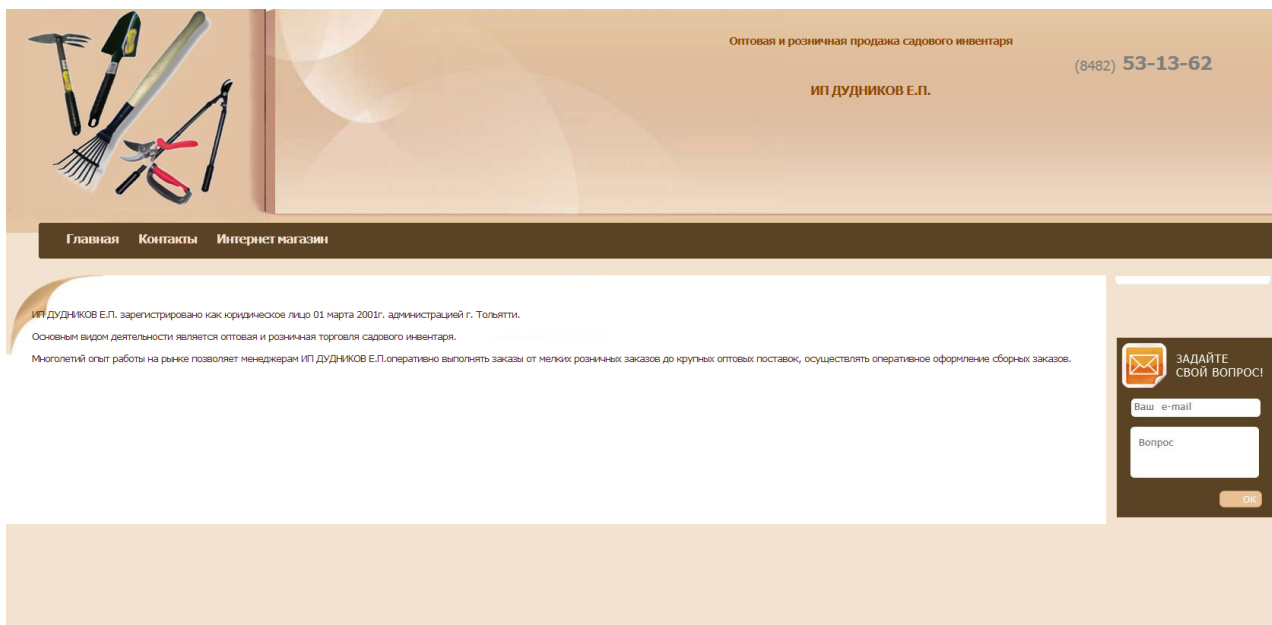 Оптовая и розничная продажа садового инвентаря
(8482) 53-13-62
ИП ДУДНИКОВ Е.П.
Главная Контакты Интернет магазин
ИП ДУДНИКОВ Е.П. зарегистрировано как юридическое лицо 01 марта 2001г. администрацией г. Тольятти.
Основным видом деятельности является оптовая и розничная торговля садового инвентаря.
Многолетий опыт работы на рынке позволяет менеджерам ИП ДУДНИКОВ Е.П.оперативно выполнять заказы от мелких розничных заказов до крупных оптовых поставок, осуществлять оперативное оформление сборных заказов.
ЗАДАЙТЕ
СВОЙ ВОПРОС!
Ваш e-mail
Вопрос
ОК